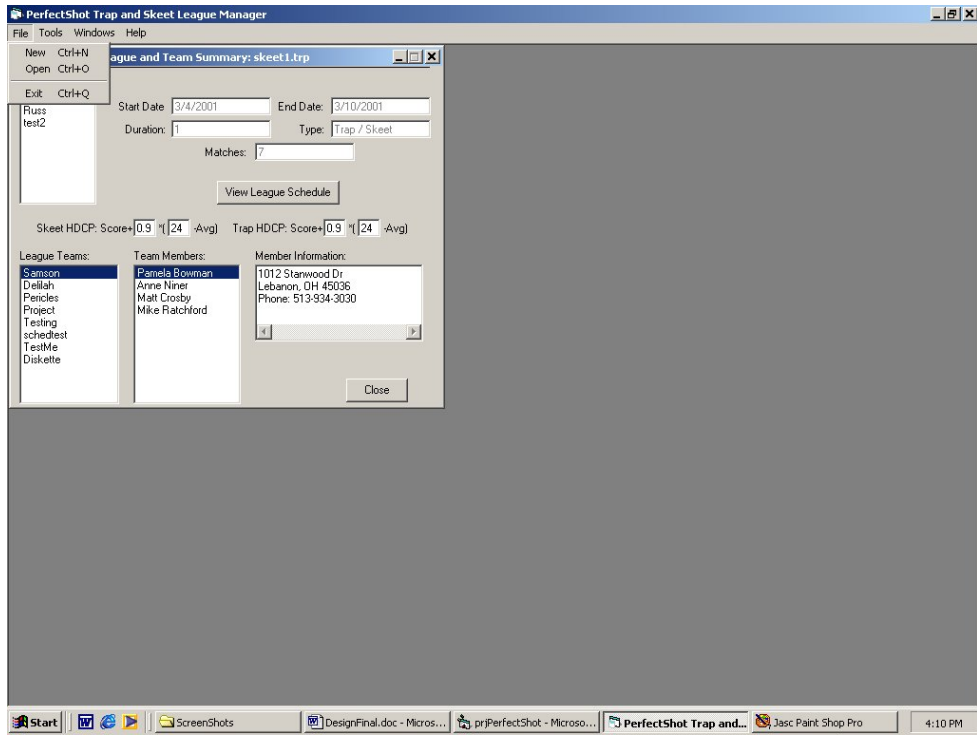 PerfectShot Trap and Skeet League Manager
File Tools Windows Help
New Ctrl+N
Open Ctrl+O
Exit Ctrl+Q
ague and Team Summary: skeet1.trp
Russ
test2
Start Date 3/4/2001 End Date: 3/10/2001
Duration: 1 Type: Trap / Skeet
Matches: 7
View League Schedule
Skeet HDCP: Score+ 0.9 *( 24 -Avg) Trap HDCP: Score+ 0.9 *( 24 -Avg)
League Teams: Team Members: Member Information:
Samson
Delilah
Pericles
Project
Testing
schedtest
TestMe
Diskette
Pamela Bowman
Anne Niner
Matt Crosby
Mike Ratchford
1012 Stanwood Dr
Lebanon, OH 45036
Phone: 513-934-3030
Close
Start ScreenShots DesignFinal.doc - Micros... prjPerfectShot - Microso... PerfectShot Trap and... Jasc Paint Shop Pro 4:10 PM